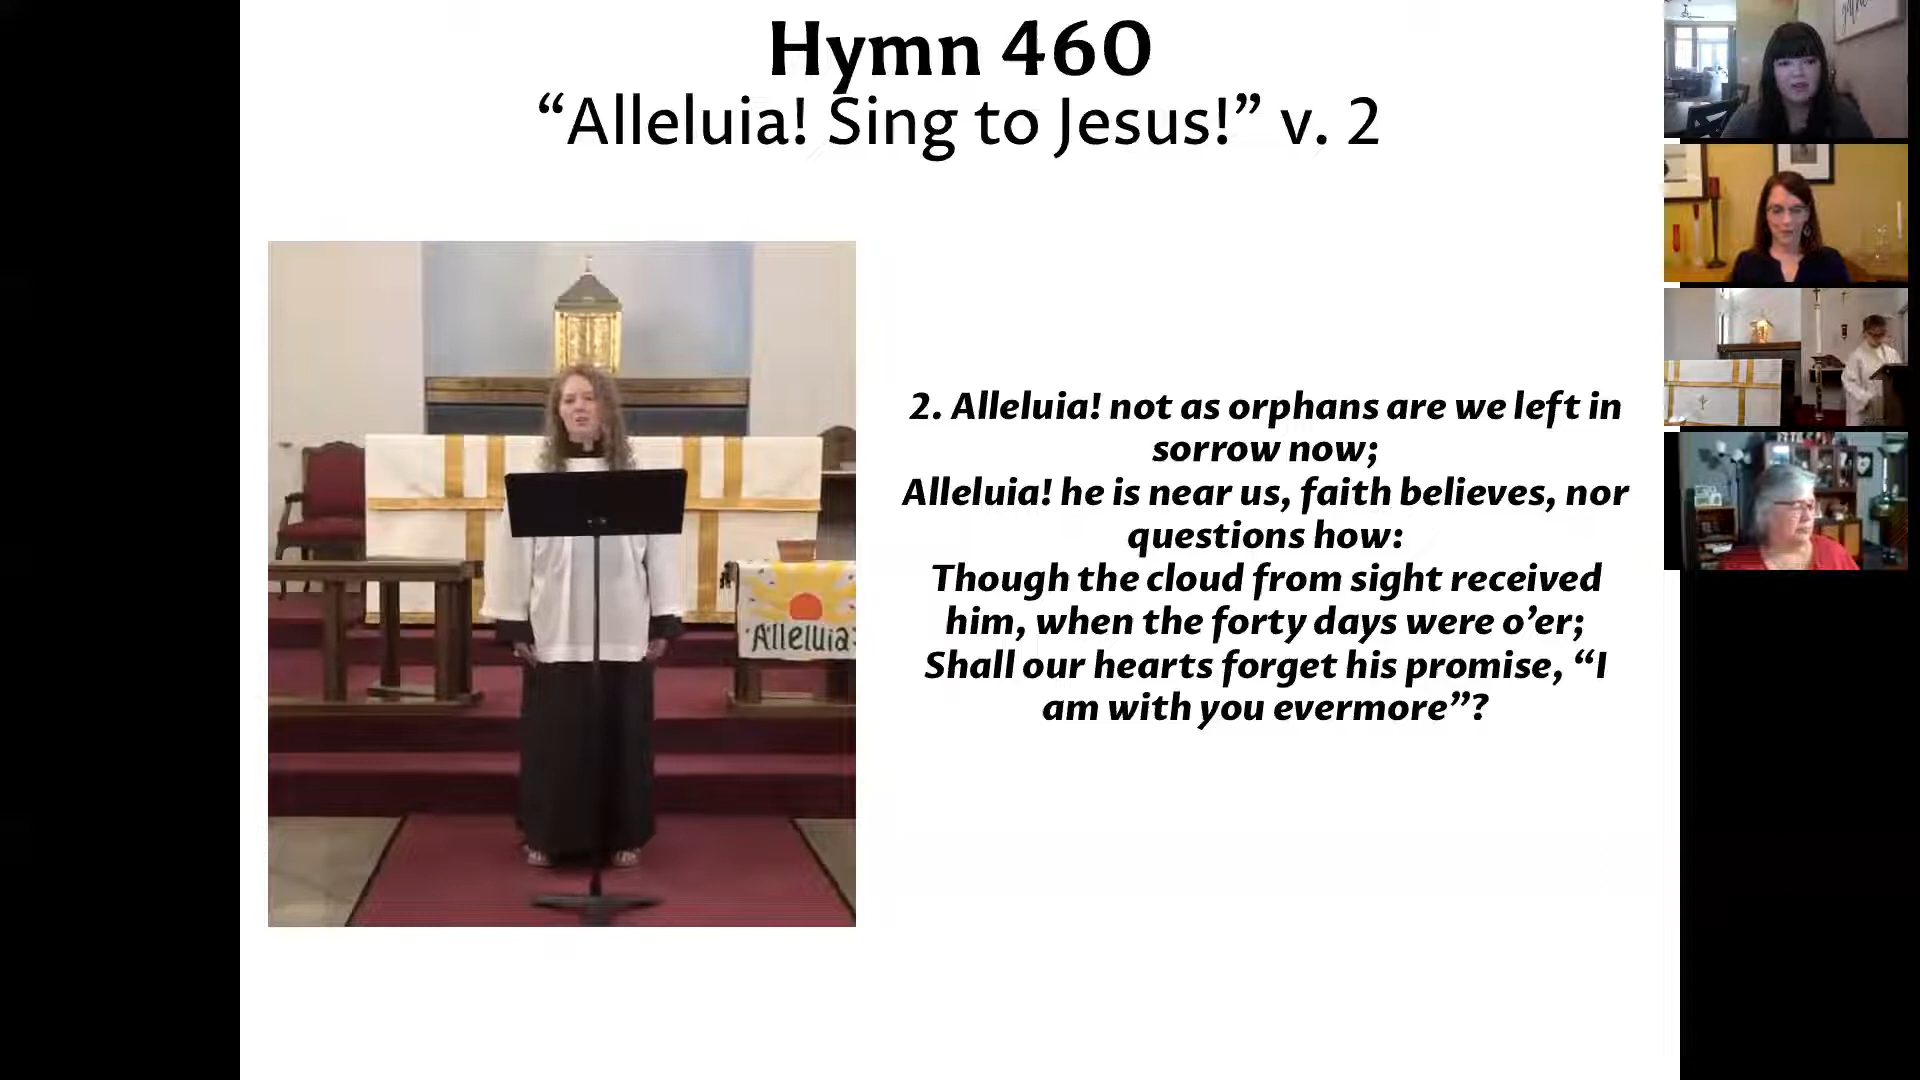 Hymn 460
“Alleluia! Sing to Jesus!” v. 2
2. Alleluia! not as orphans are we left in
sorrow now;
Alleluia! he is near us, faith believes, nor
questions how:
Though the cloud from sight received
him, when the forty days were o’er;
Shall our hearts forget his promise, “I
am with you evermore”?
Alleluia